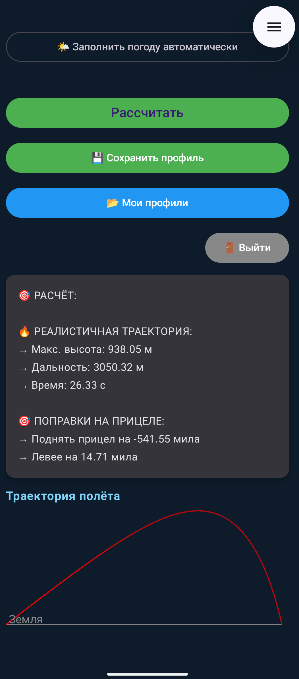 🌤️ Заполнить погоду автоматически
Рассчитать
💾 Сохранить профиль
📂 Мои профили
🚪 Выйти
🎯 РАСЧЁТ:
🔥 РЕАЛИСТИЧНАЯ ТРАЕКТОРИЯ:
→ Макс. высота: 938.05 м
→ Дальность: 3050.32 м
→ Время: 26.33 с
🎯 ПОПРАВКИ НА ПРИЦЕЛЕ:
→ Поднять прицел на -541.55 мила
→ Левее на 14.71 мила
Траектория полёта
Земля